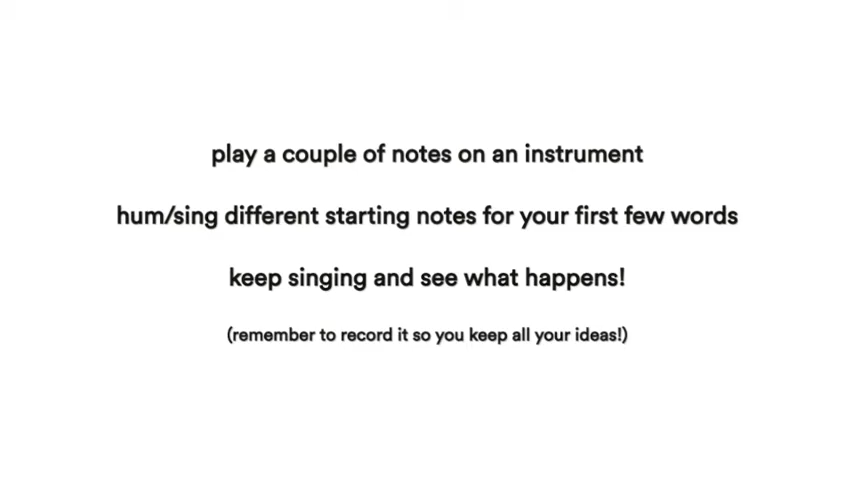 play a couple of notes on an instrument
hum/sing different starting notes for your first few words
keep singing and see what happens!
(remember to record it so you keep all your ideas!)